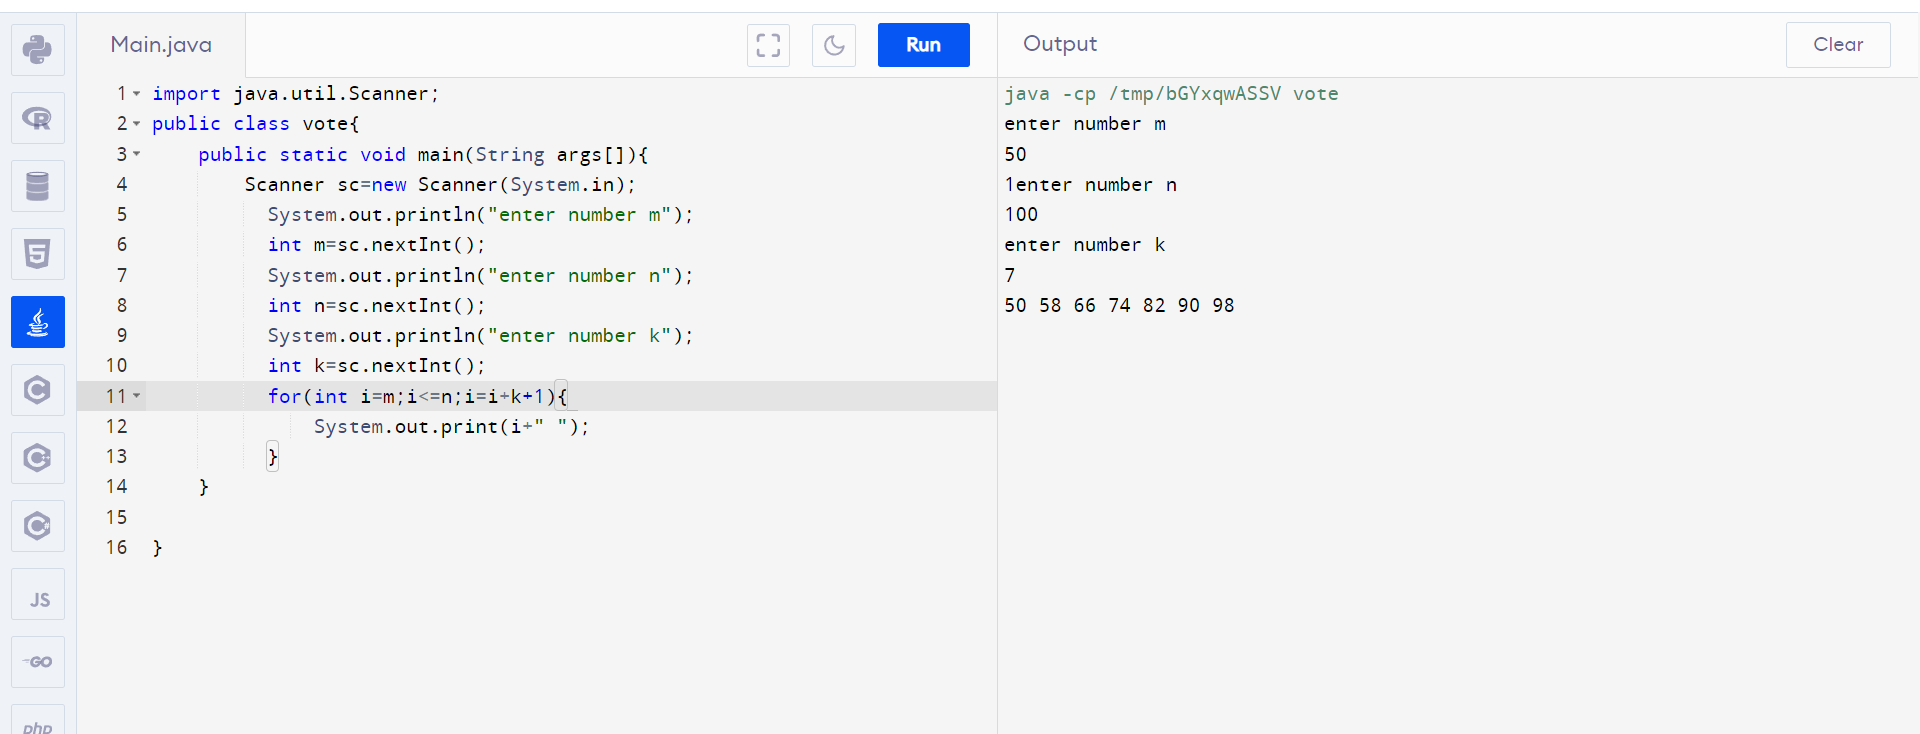 Main.java
Run
Output
Clear
1 import java.util.Scanner;
2 public class vote{
3 public static void main(String args[]){
4 Scanner sc=new Scanner(System.in);
5 System.out.println("enter number m");
6 int m=sc.nextInt();
7 System.out.println("enter number n");
8 int n=sc.nextInt();
9 System.out.println("enter number k");
10 int k=sc.nextInt();
11 for(int i=m;i<=n;i=i+k+1){
12 System.out.print(i+" ");
13 }
14 }
15
16 }
java -cp /tmp/bGYxqwASSV vote
enter number m
50
1enter number n
100
enter number k
7
50 58 66 74 82 90 98
R
5
C
C++
C#
JS
GO
php